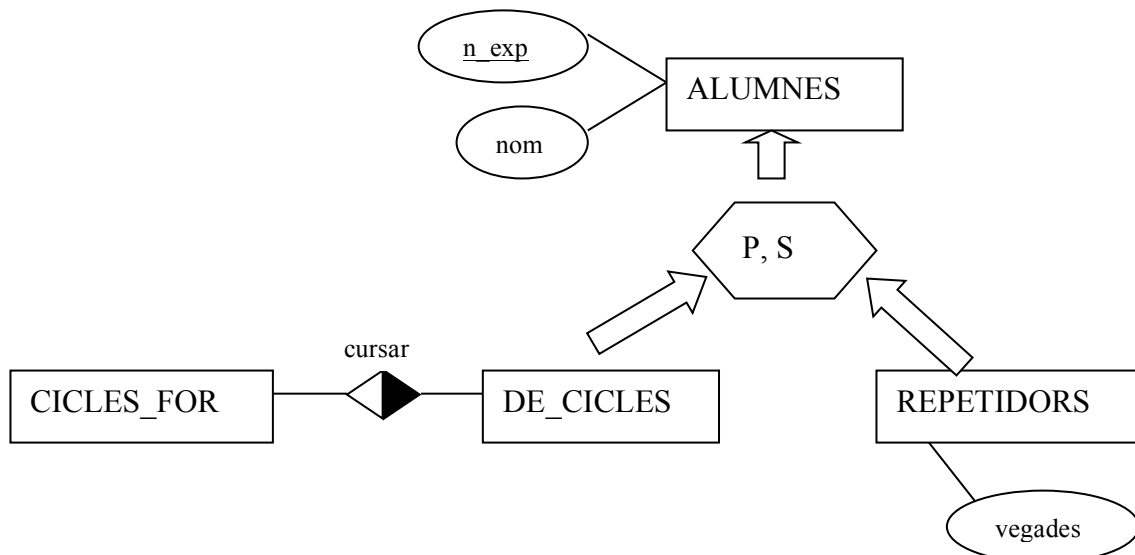 n_exp
ALUMNES
nom
P, S
cursar
CICLES_FOR
DE_CICLES
REPETIDORS
vegades